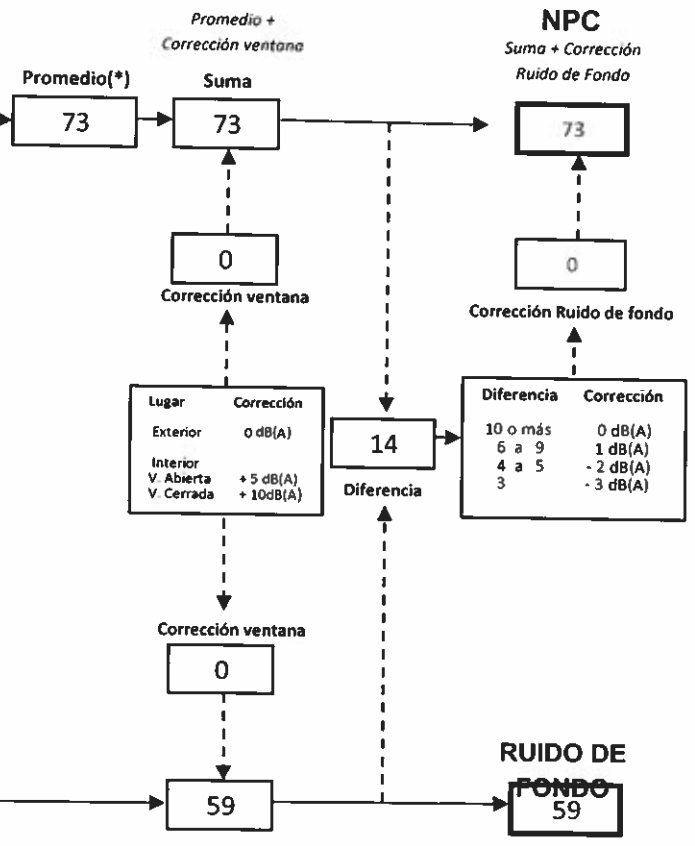 Promedio +
Corrección ventana
NPC
Suma + Corrección
Ruido de Fondo
Promedio(*)
Suma
73
73
73
0
Corrección ventana
0
Corrección Ruido de fondo
Lugar Corrección
Exterior 0 dB(A)
Interior
V. Abierta + 5 dB(A)
V. Cerrada + 10dB(A)
14
Diferencia
Diferencia Corrección
10 o más 0 dB(A)
6 a 9 1 dB(A)
4 a 5 - 2 dB(A)
3 - 3 dB(A)
Corrección ventana
0
59
RUIDO DE
FONDO
59